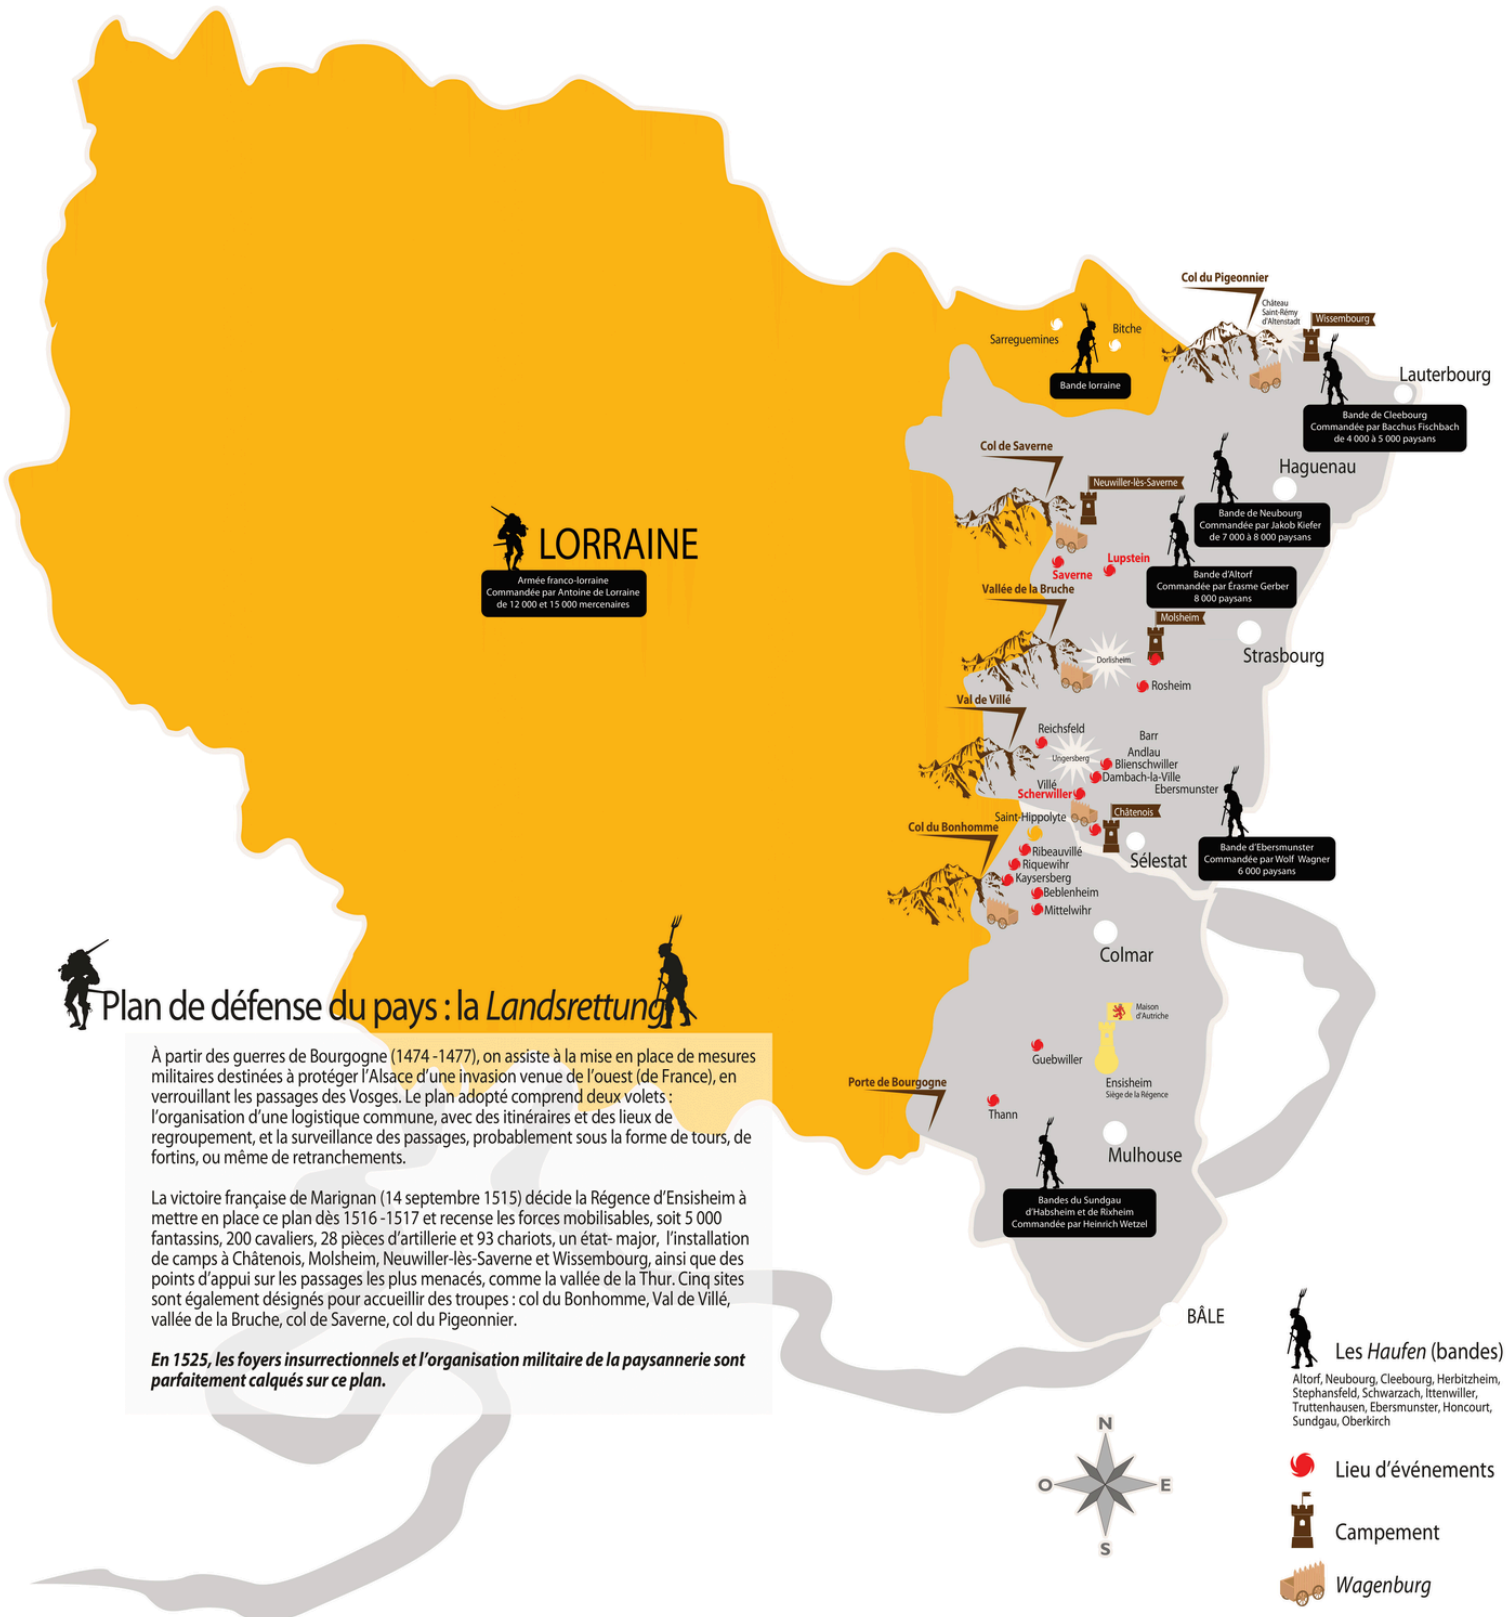 Col du Pigeonnier
Château
Saint-Rémy
d'Altenstadt
Wissembourg
Sarreguemines
Bitche
Bande lorraine
Lauterbourg
Bande de Cleebourg
Commandée par Bacchus Fischbach
de 4 000 à 5 000 paysans
Col de Saverne
Haguenau
Neuwiller-lès-Saverne
Bande de Neubourg
Commandée par Jakob Kiefer
de 7 000 à 8 000 paysans
LORRAINE
Armée franco-lorraine
Commandée par Antoine de Lorraine
de 12 000 et 15 000 mercenaires
Saverne
Lupstein
Bande d'Altorf
Commandée par Érasme Gerber
8 000 paysans
Vallée de la Bruche
Molsheim
Dorlisheim
Strasbourg
Rosheim
Val de Villé
Reichsfeld
Barr
Andlau
Ungersberg
Blienschwiller
Dambach-la-Ville
Villé
Ebersmunster
Scherwiller
Châtenois
Saint-Hippolyte
Col du Bonhomme
Sélestat
Bande d'Ebersmunster
Commandée par Wolf Wagner
6 000 paysans
Ribeauvillé
Riquewihr
Kaysersberg
Beblenheim
Mittelwihr
Colmar
Maison
d'Autriche
Guebwiller
Ensisheim
Siège de la Régence
Porte de Bourgogne
Thann
Mulhouse
Bandes du Sundgau
d'Habsheim et de Rixheim
Commandée par Heinrich Wetzel
BÂLE
Plan de défense du pays : la Landsrettung
À partir des guerres de Bourgogne (1474 -1477), on assiste à la mise en place de mesures
militaires destinées à protéger l'Alsace d'une invasion venue de l'ouest (de France), en
verrouillant les passages des Vosges. Le plan adopté comprend deux volets :
l'organisation d'une logistique commune, avec des itinéraires et des lieux de
regroupement, et la surveillance des passages, probablement sous la forme de tours, de
fortins, ou même de retranchements.
La victoire française de Marignan (14 septembre 1515) décide la Régence d'Ensisheim à
mettre en place ce plan dès 1516 -1517 et recense les forces mobilisables, soit 5 000
fantassins, 200 cavaliers, 28 pièces d'artillerie et 93 chariots, un état- major, l'installation
de camps à Châtenois, Molsheim, Neuwiller-lès-Saverne et Wissembourg, ainsi que des
points d'appui sur les passages les plus menacés, comme la vallée de la Thur. Cinq sites
sont également désignés pour accueillir des troupes : col du Bonhomme, Val de Villé,
vallée de la Bruche, col de Saverne, col du Pigeonnier.
En 1525, les foyers insurrectionnels et l'organisation militaire de la paysannerie sont
parfaitement calqués sur ce plan.
N
O
E
S
Les Haufen (bandes)
Altorf, Neubourg, Cleebourg, Herbitzheim,
Stephansfeld, Schwarzach, Ittenwiller,
Truttenhausen, Ebersmunster, Honcourt,
Sundgau, Oberkirch
Lieu d'événements
Campement
Wagenburg